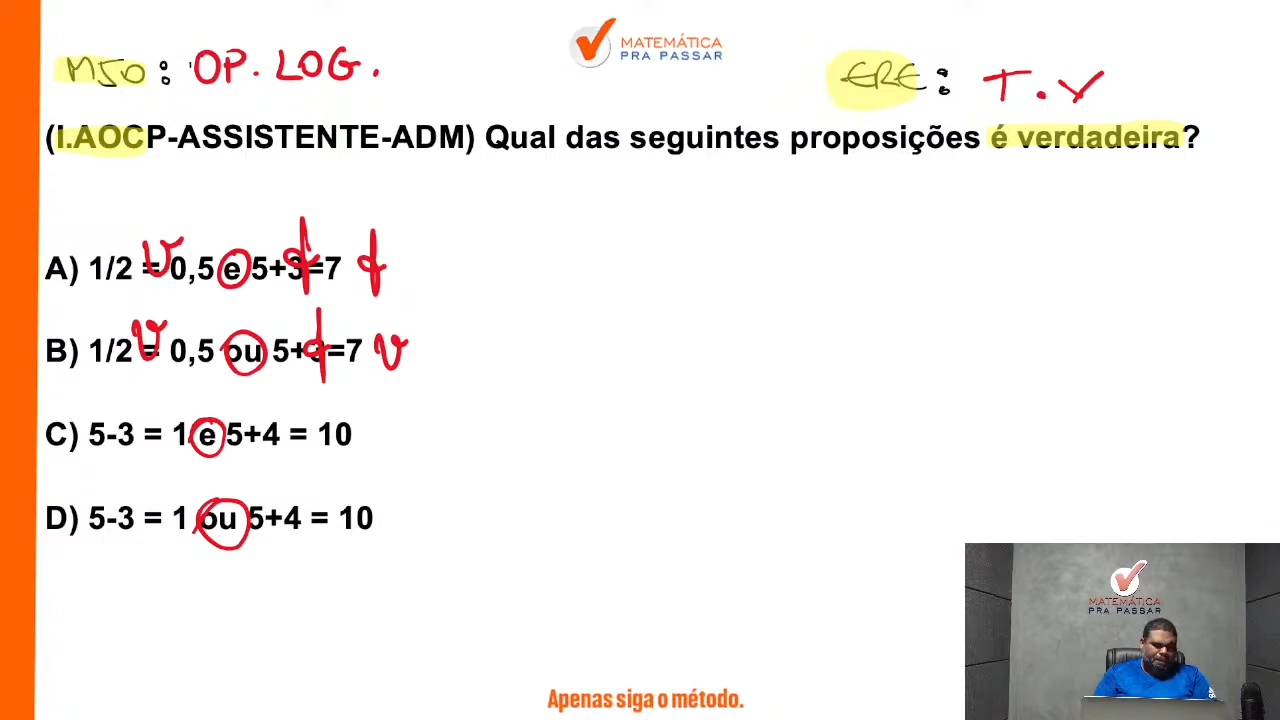 MATEMÁTICA
PRA PASSAR
MSO: OP. LOG.
ERE: T.V
(I.AOCP-ASSISTENTE-ADM) Qual das seguintes proposições é verdadeira?
A) 1/2 = 0,5 e 5+3=7 f
V f
B) 1/2 = 0,5 ou 5+3=7 v
V f
C) 5-3 = 1 e 5+4 = 10
D) 5-3 = 1 ou 5+4 = 10
MATEMÁTICA
PRA PASSAR
Apenas siga o método.